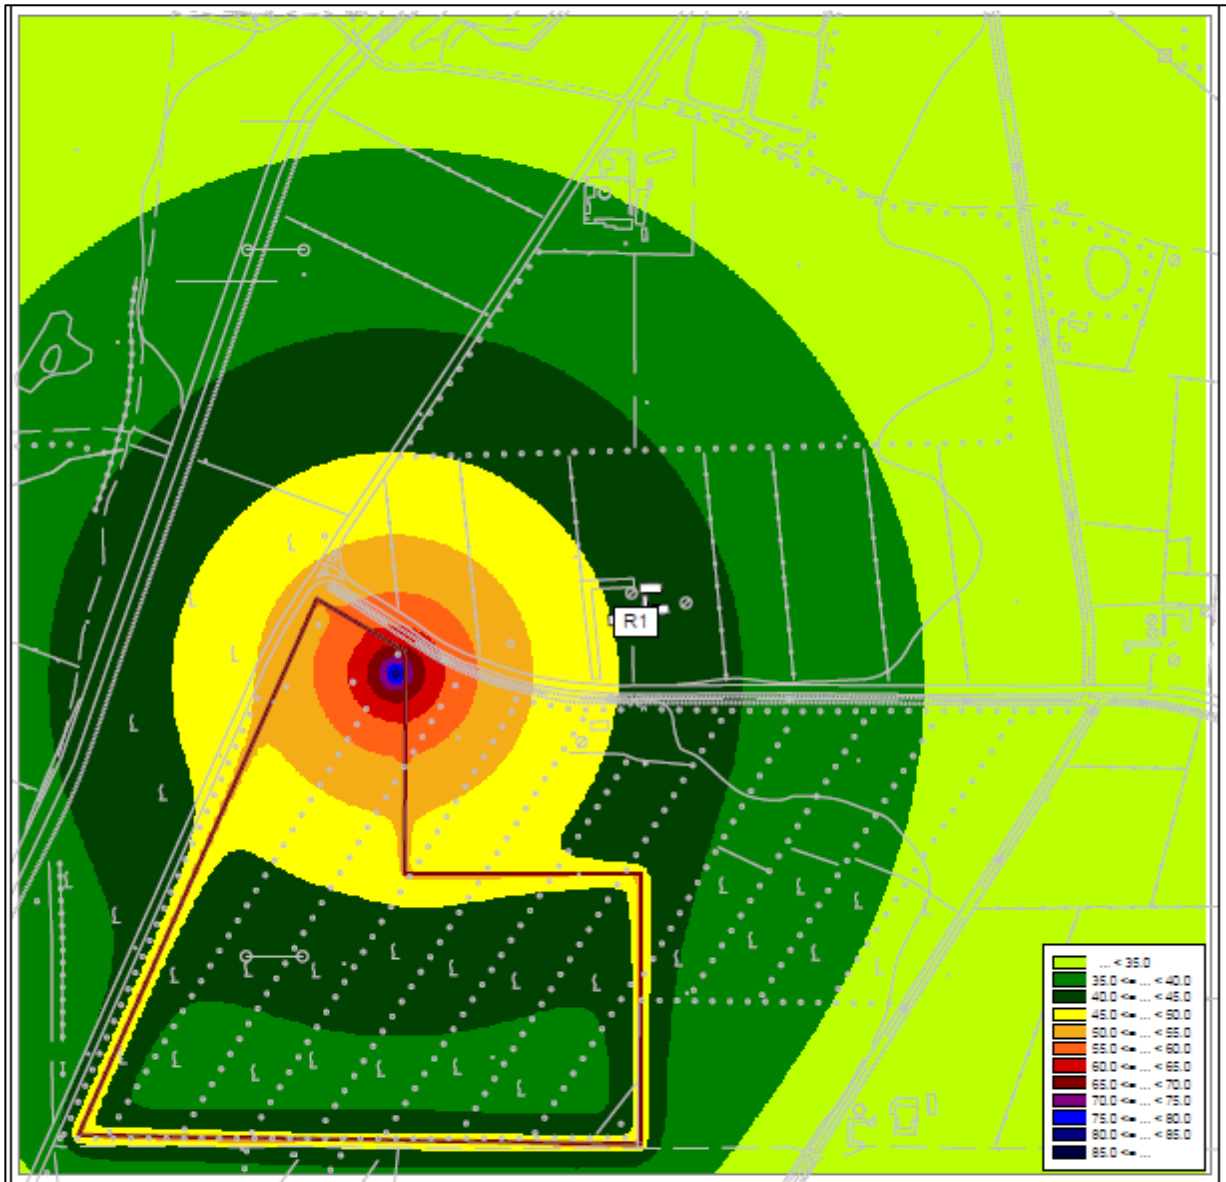 R1
... < 35.0
35.0 <= ... < 40.0
40.0 <= ... < 45.0
45.0 <= ... < 50.0
50.0 <= ... < 55.0
55.0 <= ... < 60.0
60.0 <= ... < 65.0
65.0 <= ... < 70.0
70.0 <= ... < 75.0
75.0 <= ... < 80.0
80.0 <= ... < 85.0
85.0 <= ...